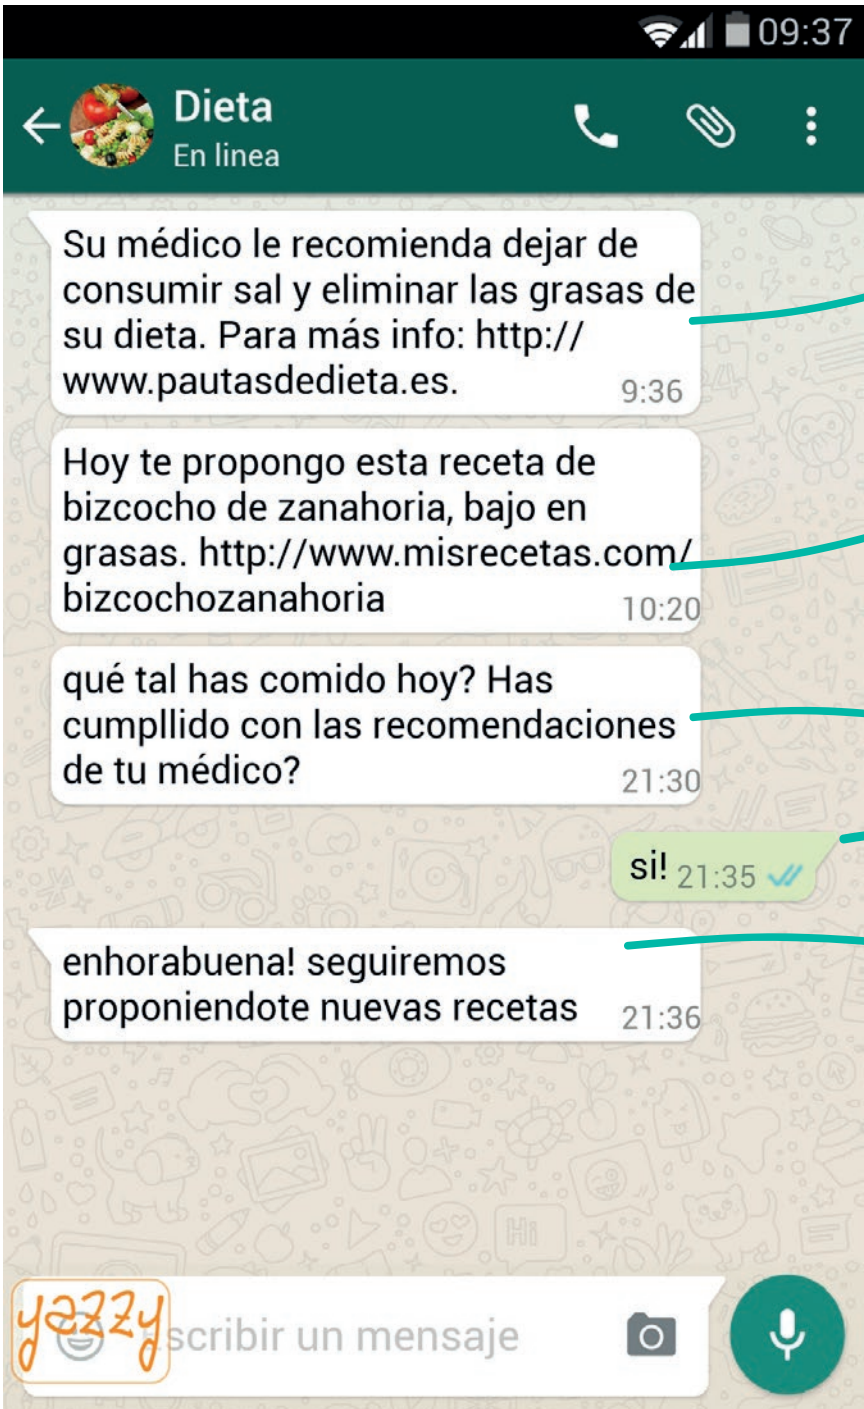 09:37
Dieta
En linea
Su médico le recomienda dejar de
consumir sal y eliminar las grasas de
su dieta. Para más info: http://
www.pautasdedieta.es.
9:36
Hoy te propongo esta receta de
bizcocho de zanahoria, bajo en
grasas. http://www.misrecetas.com/
bizcochozanahoria
10:20
qué tal has comido hoy? Has
cumpllido con las recomendaciones
de tu médico?
21:30
si! 21:35
enhorabuena! seguiremos
proponiendote nuevas recetas
21:36
Hi
yazzy
scribir un mensaje